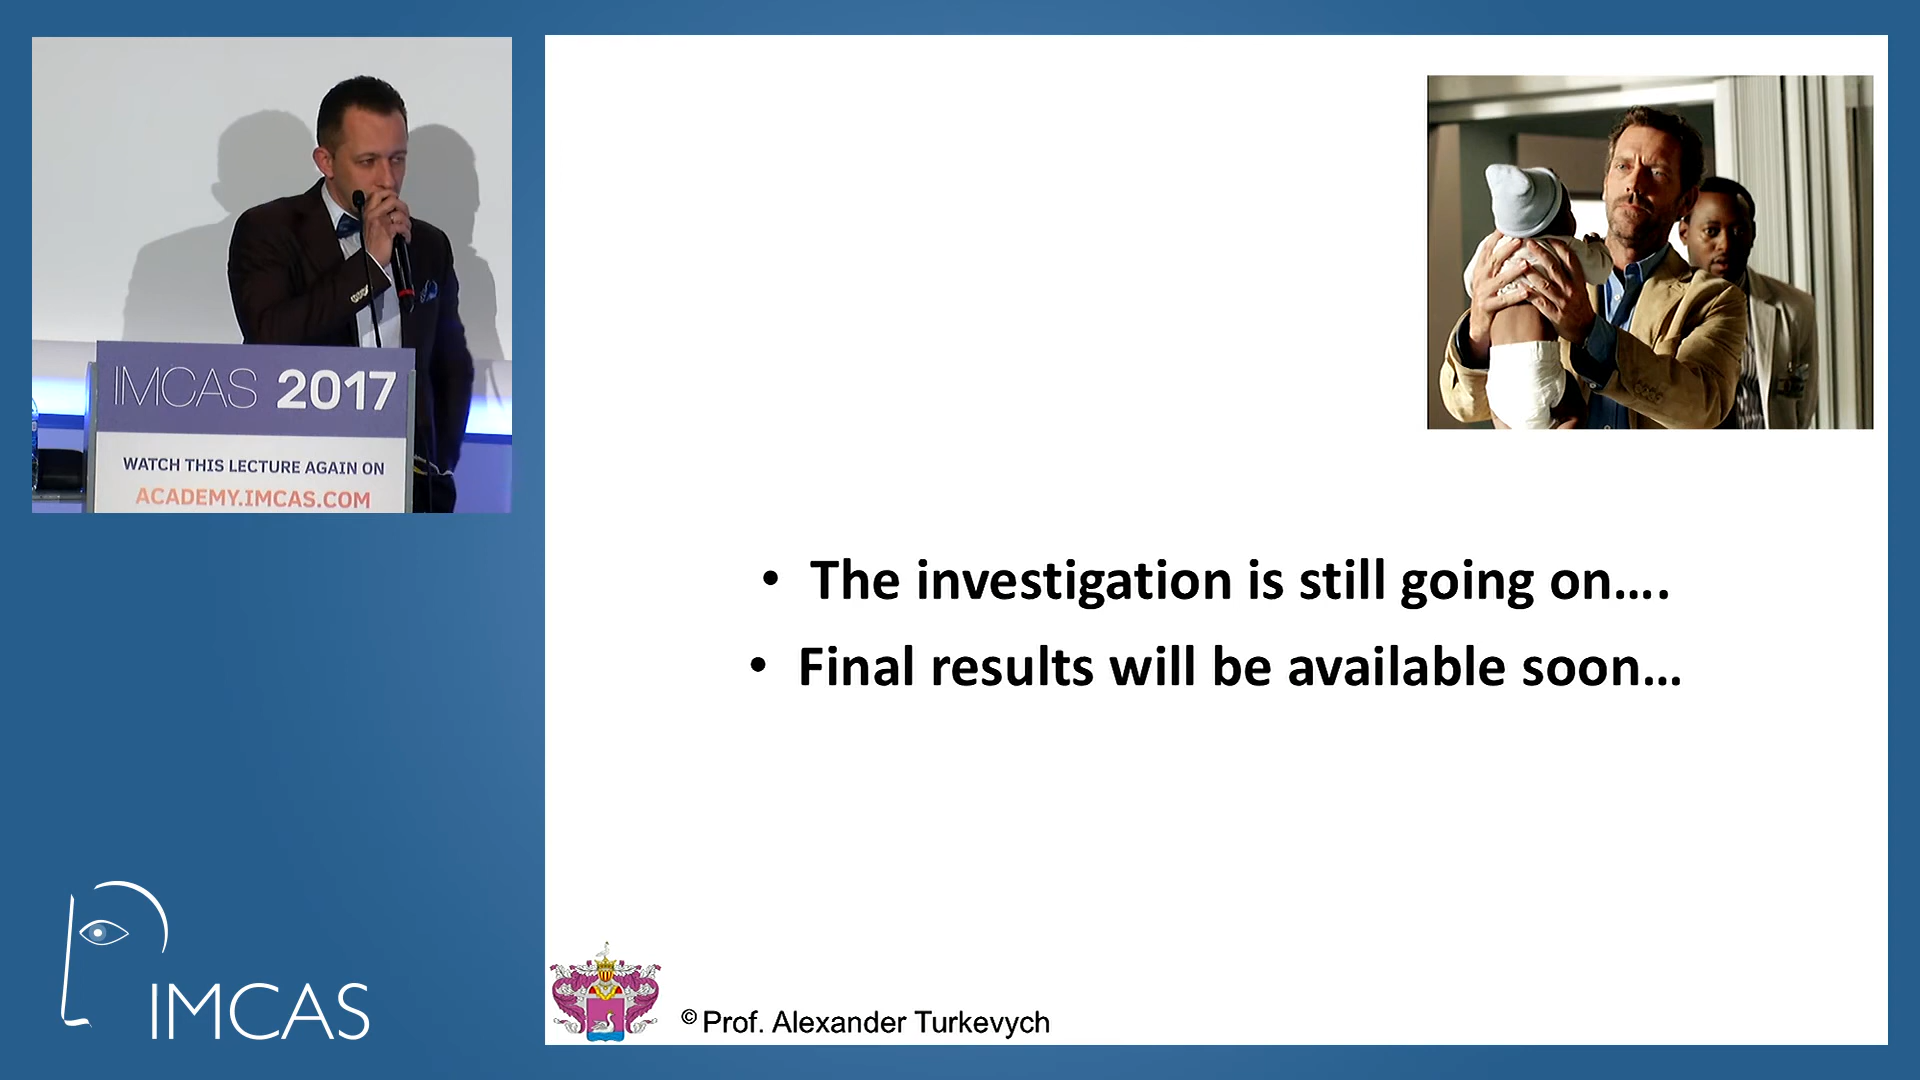 IMCAS 2017
WATCH THIS LECTURE AGAIN ON
ACADEMY.IMCAS.COM
• The investigation is still going on....
• Final results will be available soon...
© Prof. Alexander Turkevych
IMCAS